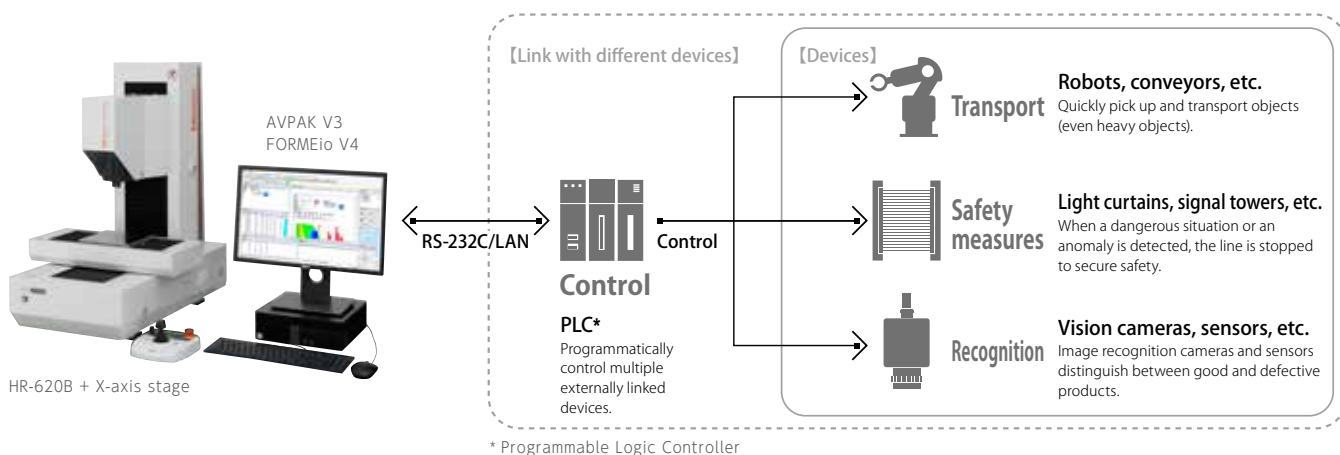 【Link with different devices】
【Devices】
AVPAK V3
FORMEio V4
HR-620B + X-axis stage
RS-232C/LAN
Control
PLC*
Programmatically
control multiple
externally linked
devices.
Control
Transport
Robots, conveyors, etc.
Quickly pick up and transport objects
(even heavy objects).
Safety
measures
Light curtains, signal towers, etc.
When a dangerous situation or an
anomaly is detected, the line is stopped
to secure safety.
Recognition
Vision cameras, sensors, etc.
Image recognition cameras and sensors
distinguish between good and defective
products.
* Programmable Logic Controller